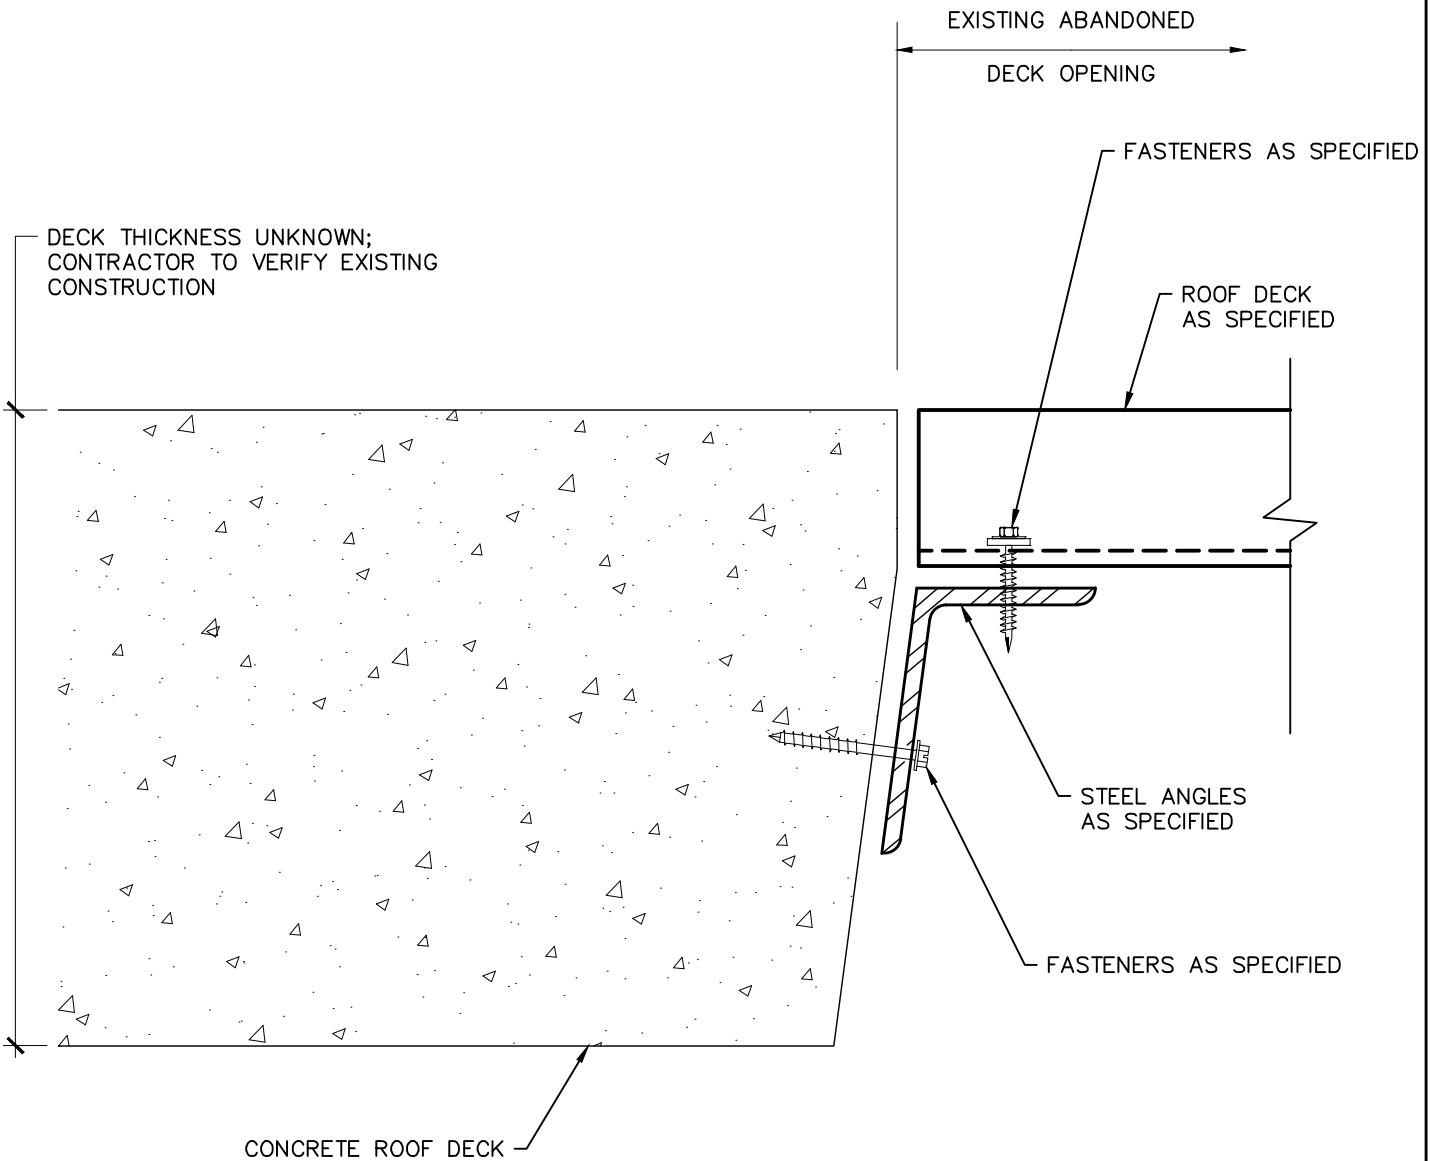 EXISTING ABANDONED
DECK OPENING
FASTENERS AS SPECIFIED
DECK THICKNESS UNKNOWN;
CONTRACTOR TO VERIFY EXISTING
CONSTRUCTION
ROOF DECK
AS SPECIFIED
STEEL ANGLES
AS SPECIFIED
FASTENERS AS SPECIFIED
CONCRETE ROOF DECK